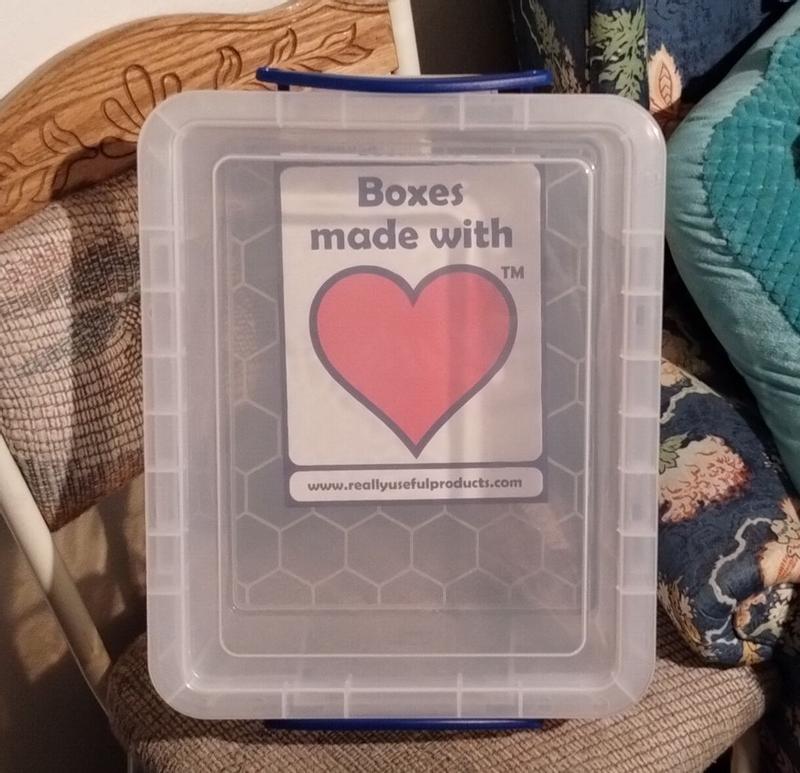 Boxes
made with
TM
www.reallyusefulproducts.com